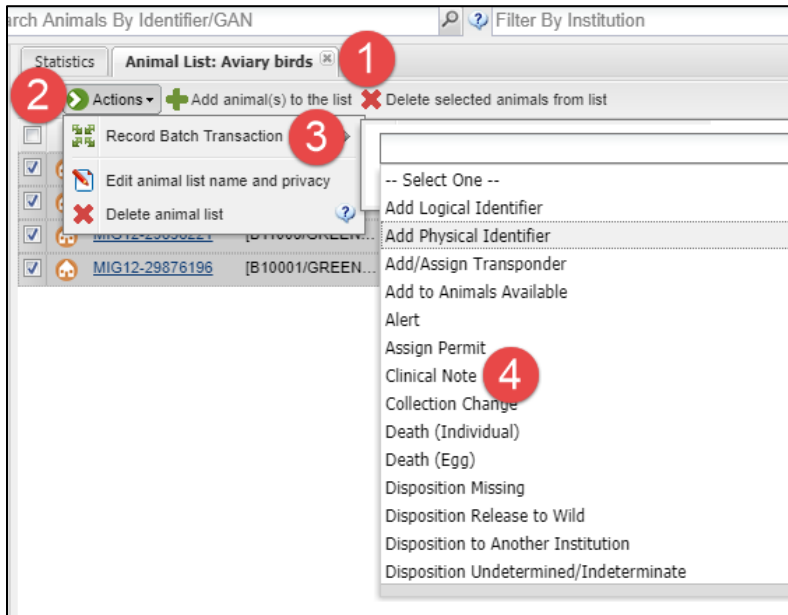 rch Animals By Identifier/GAN
Filter By Institution
Statistics
Animal List: Aviary birds
1
2
Actions
Add animal(s) to the list
Delete selected animals from list
Record Batch Transaction
3
Edit animal list name and privacy
Delete animal list
[B11000/GREEN...
MIG12-29876196
[B10001/GREEN...
-- Select One --
Add Logical Identifier
Add Physical Identifier
Add/Assign Transponder
Add to Animals Available
Alert
Assign Permit
Clinical Note
4
Collection Change
Death (Individual)
Death (Egg)
Disposition Missing
Disposition Release to Wild
Disposition to Another Institution
Disposition Undetermined/Indeterminate